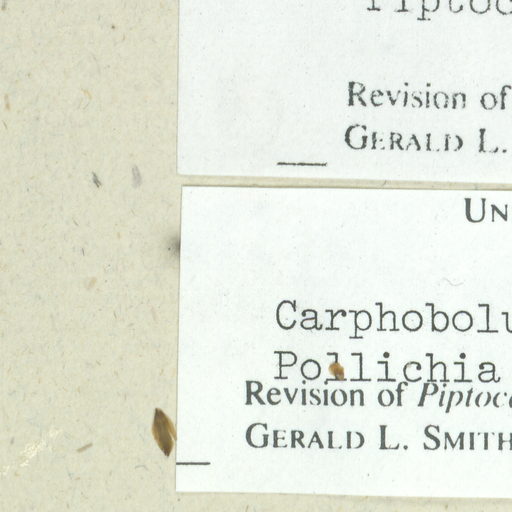 Revision of
GERALD L.
UN
Carphobolu
Pollichia
Revision of Piptoc
GERALD L. SMITH